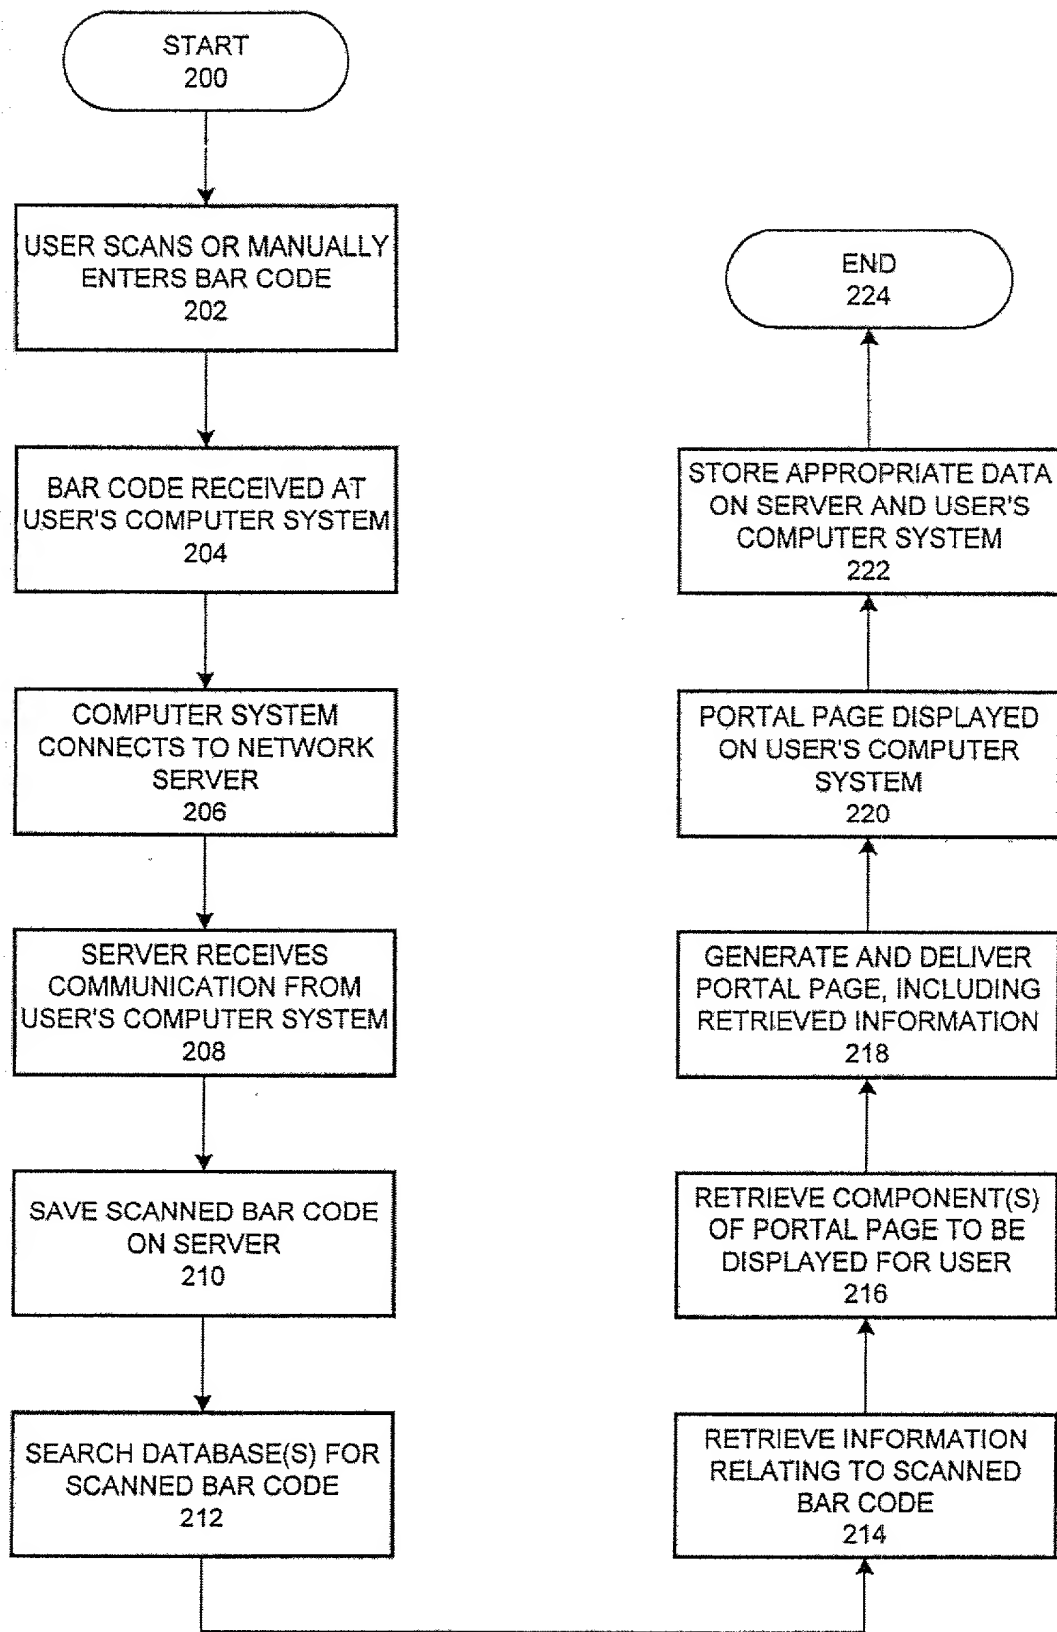 START
200
USER SCANS OR MANUALLY
ENTERS BAR CODE
202
BAR CODE RECEIVED AT
USER'S COMPUTER SYSTEM
204
COMPUTER SYSTEM
CONNECTS TO NETWORK
SERVER
206
SERVER RECEIVES
COMMUNICATION FROM
USER'S COMPUTER SYSTEM
208
SAVE SCANNED BAR CODE
ON SERVER
210
SEARCH DATABASE(S) FOR
SCANNED BAR CODE
212
RETRIEVE INFORMATION
RELATING TO SCANNED
BAR CODE
214
RETRIEVE COMPONENT(S)
OF PORTAL PAGE TO BE
DISPLAYED FOR USER
216
GENERATE AND DELIVER
PORTAL PAGE, INCLUDING
RETRIEVED INFORMATION
218
PORTAL PAGE DISPLAYED
ON USER'S COMPUTER
SYSTEM
220
STORE APPROPRIATE DATA
ON SERVER AND USER'S
COMPUTER SYSTEM
222
END
224